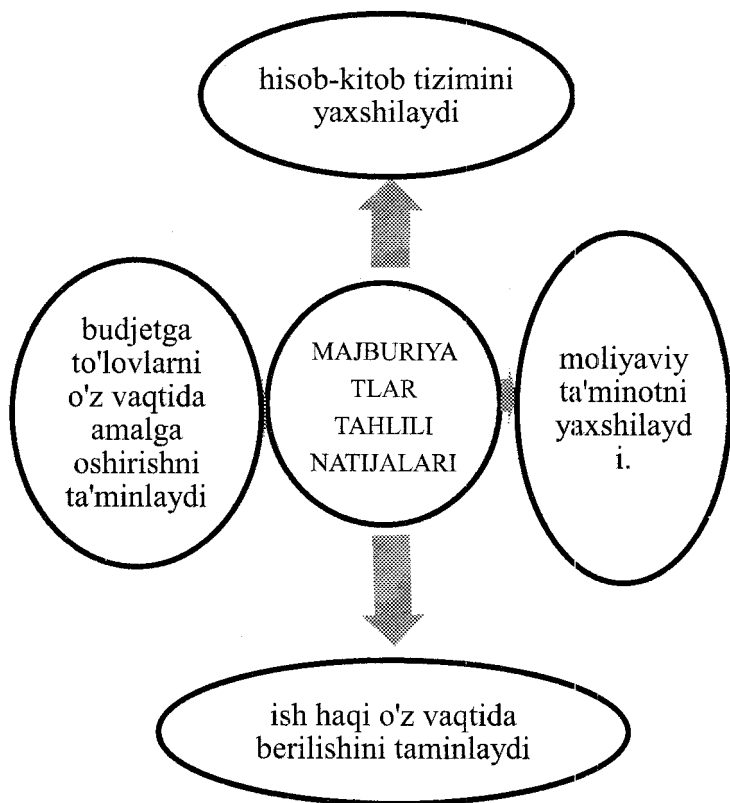 hisob-kitob tizimini
yaxshilaydi
budjetga
to'lovlarni
o'z vaqtida
amalga
oshirishni
ta'minlaydi
MAJBURIYA
TLAR
TAHLILI
NATIJALARI
moliyaviy
ta'minotni
yaxshilayd
i.
ish haqi o'z vaqtida
berilishini taminlaydi